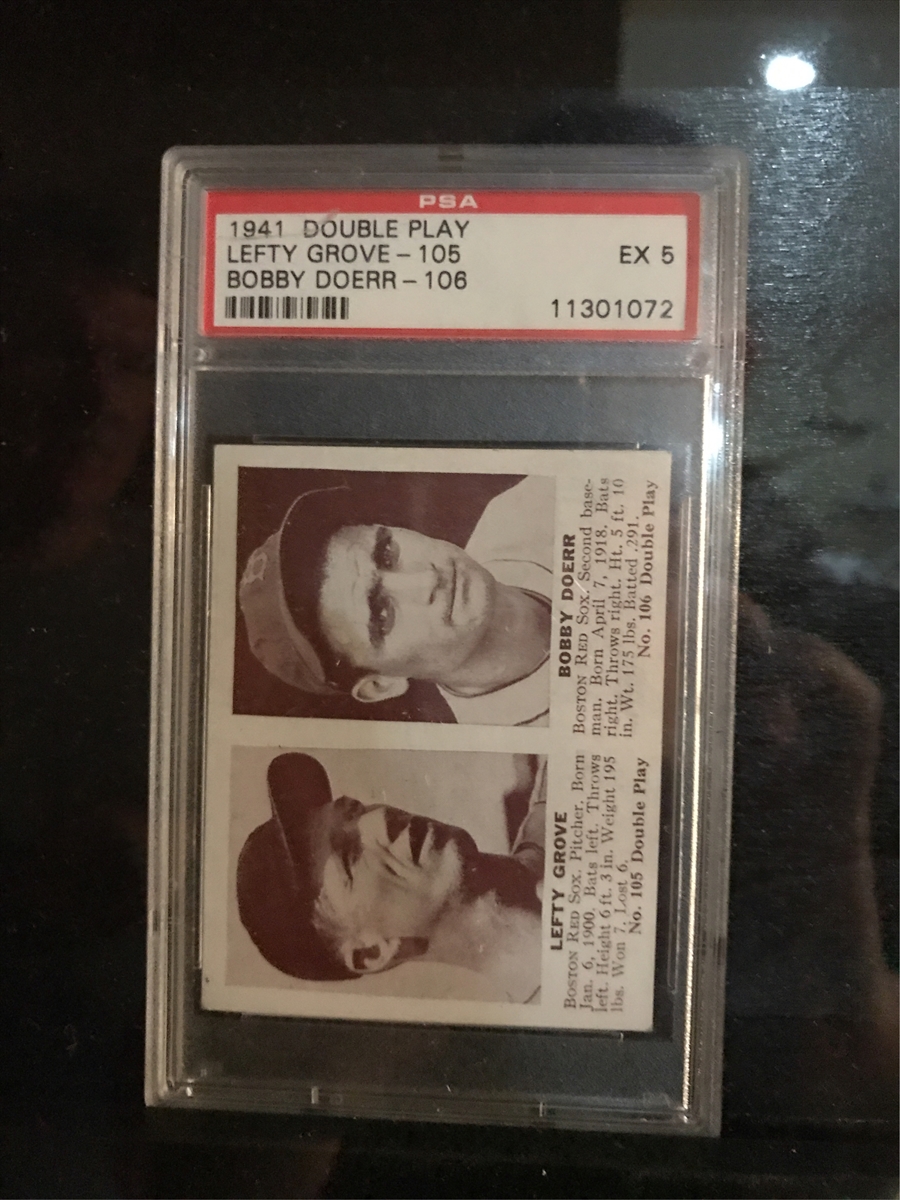 PSA
1941 DOUBLE PLAY
LEFTY GROVE – 105 EX 5
BOBBY DOERR – 106
11301072
LEFTY GROVE
BOSTON RED SOX. Pitcher. Born
Jan. 6, 1900. Bats left. Throws
left. Height 6 ft. 3 in. Weight 195
lbs. Won 7, Lost 6.
No. 105 Double Play
BOBBY DOERR
BOSTON RED SOX. Second base-
man. Born April 7, 1918. Bats
right. Throws right. Ht. 5 ft. 10
in. Wt. 175 lbs. Batted .291.
No. 106 Double Play